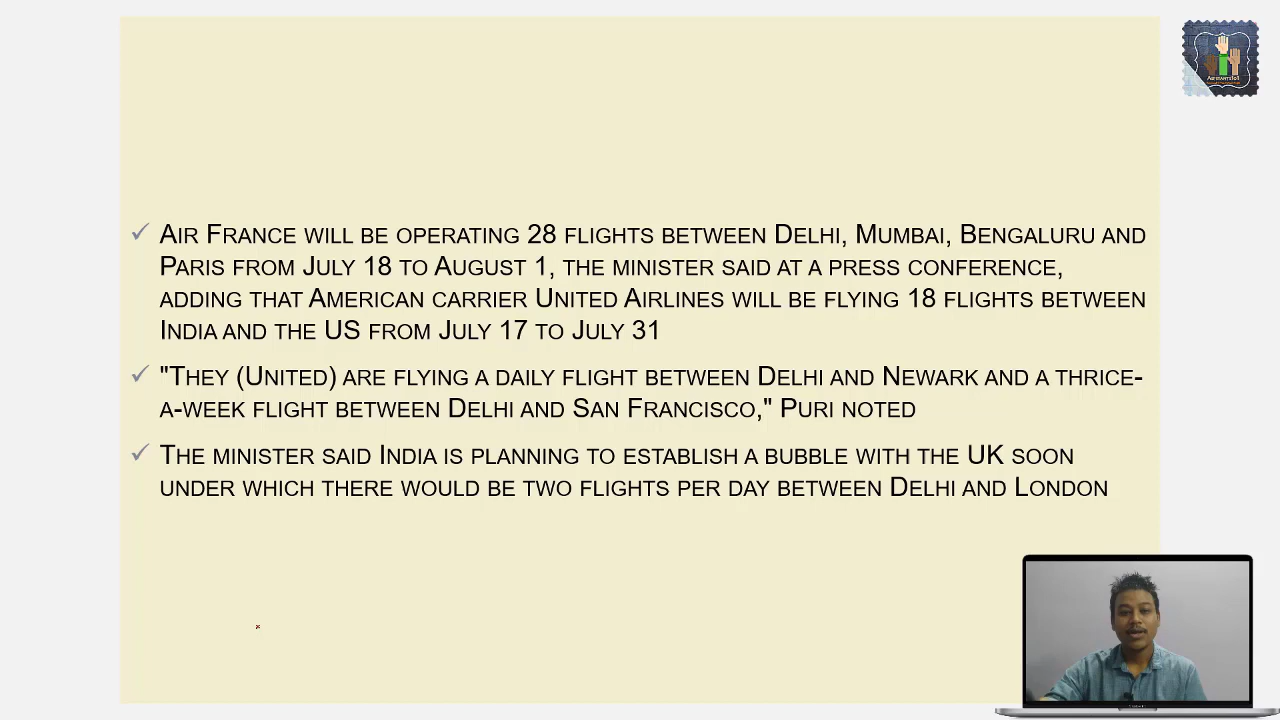 ✓ AIR FRANCE WILL BE OPERATING 28 FLIGHTS BETWEEN DELHI, MUMBAI, BENGALURU AND
PARIS FROM JULY 18 TO AUGUST 1, THE MINISTER SAID AT A PRESS CONFERENCE,
ADDING THAT AMERICAN CARRIER UNITED AIRLINES WILL BE FLYING 18 FLIGHTS BETWEEN
INDIA AND THE US FROM JULY 17 TO JULY 31
✓ "THEY (UNITED) ARE FLYING A DAILY FLIGHT BETWEEN DELHI AND NEWARK AND A THRICE-
A-WEEK FLIGHT BETWEEN DELHI AND SAN FRANCISCO," PURI NOTED
✓ THE MINISTER SAID INDIA IS PLANNING TO ESTABLISH A BUBBLE WITH THE UK SOON
UNDER WHICH THERE WOULD BE TWO FLIGHTS PER DAY BETWEEN DELHI AND LONDON